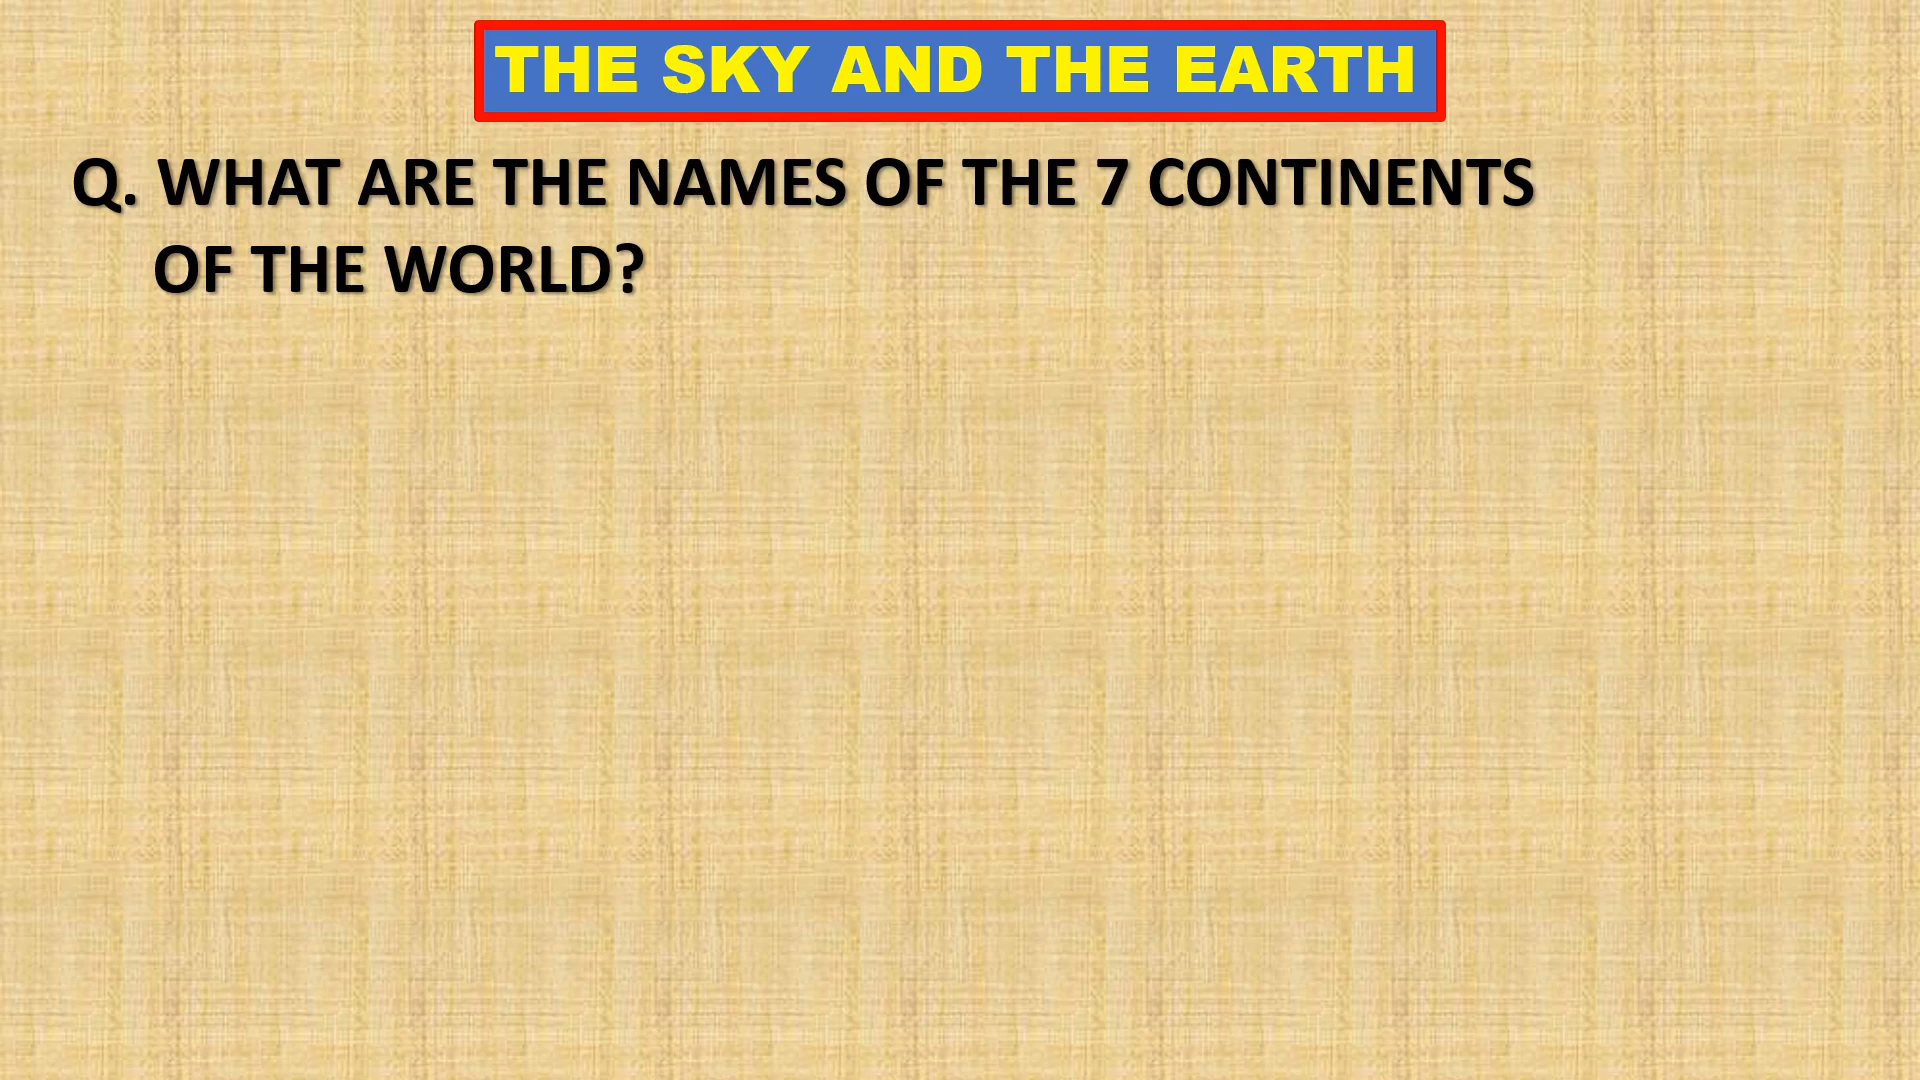 THE SKY AND THE EARTH
Q. WHAT ARE THE NAMES OF THE 7 CONTINENTS
OF THE WORLD?